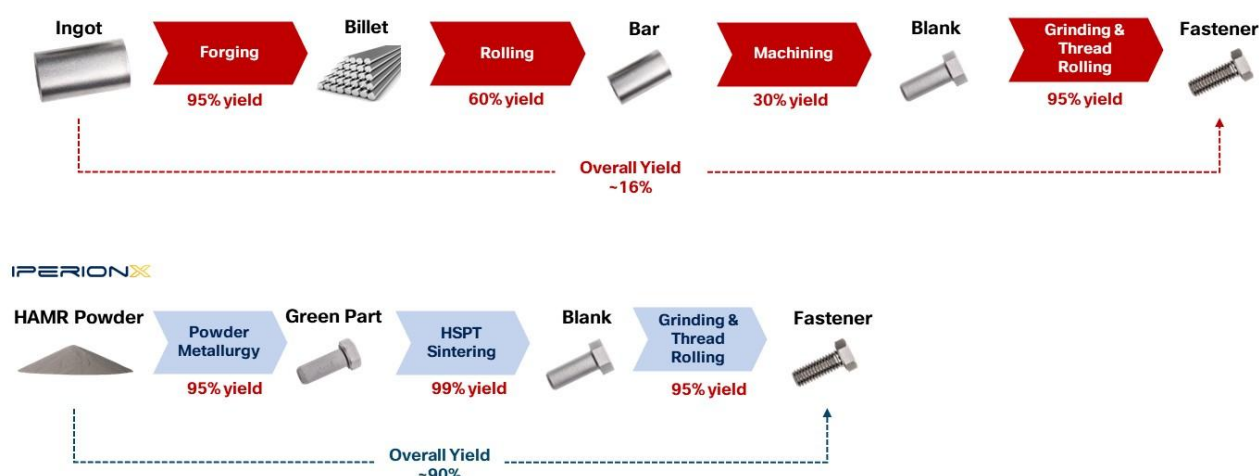 Ingot
Forging
95% yield
Billet
Rolling
60% yield
Bar
Machining
30% yield
Blank
Grinding &
Thread
Rolling
95% yield
Fastener
Overall Yield
~16%
IPERIONX
HAMR Powder
Powder
Metallurgy
95% yield
Green Part
HSPT
Sintering
99% yield
Blank
Grinding &
Thread
Rolling
95% yield
Fastener
Overall Yield
~90%